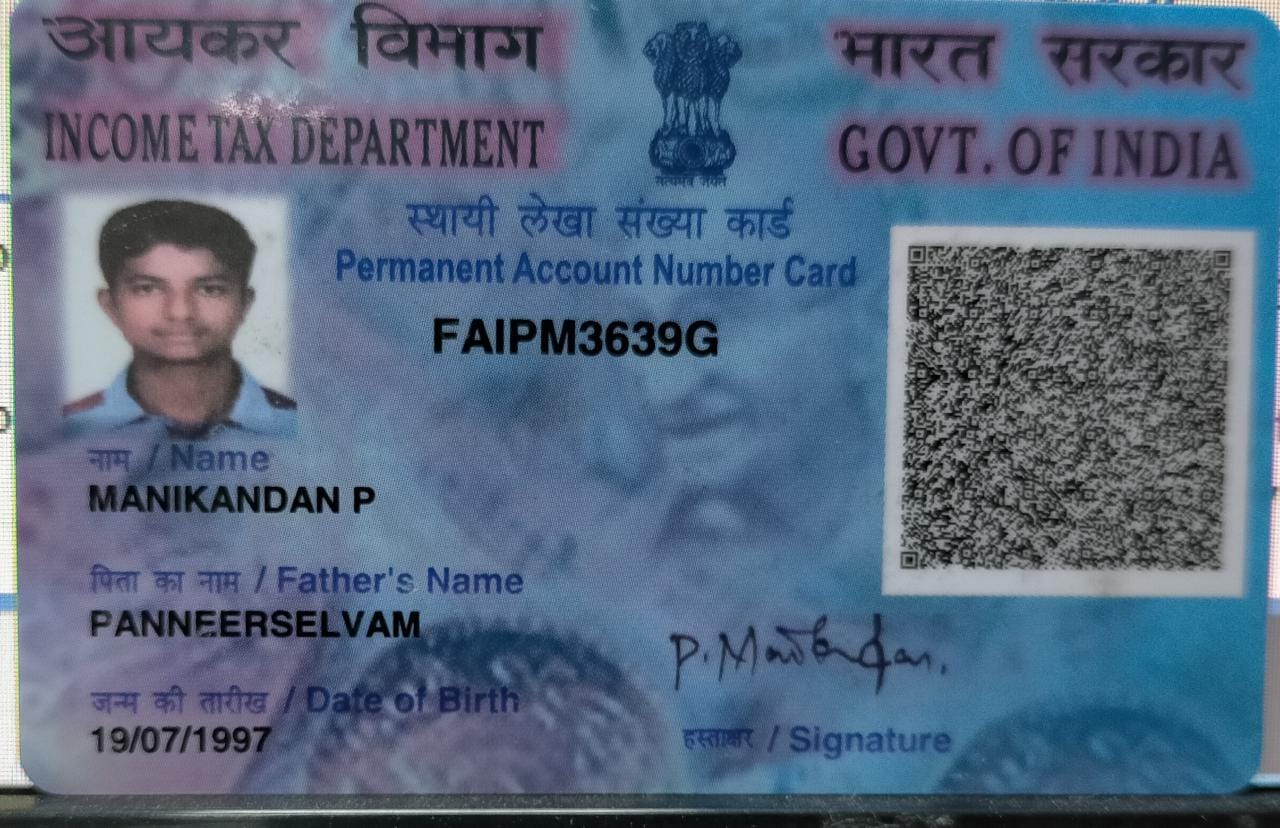 आयकर विभाग
INCOME TAX DEPARTMENT
भारत सरकार
GOVT. OF INDIA
सत्यमेव जयते
स्थायी लेखा संख्या कार्ड
Permanent Account Number Card
FAIPM3639G
नाम / Name
MANIKANDAN P
पिता का नाम / Father's Name
PANNEERSELVAM
जन्म की तारीख / Date of Birth
19/07/1997
P. Manikandan.
हस्ताक्षर / Signature